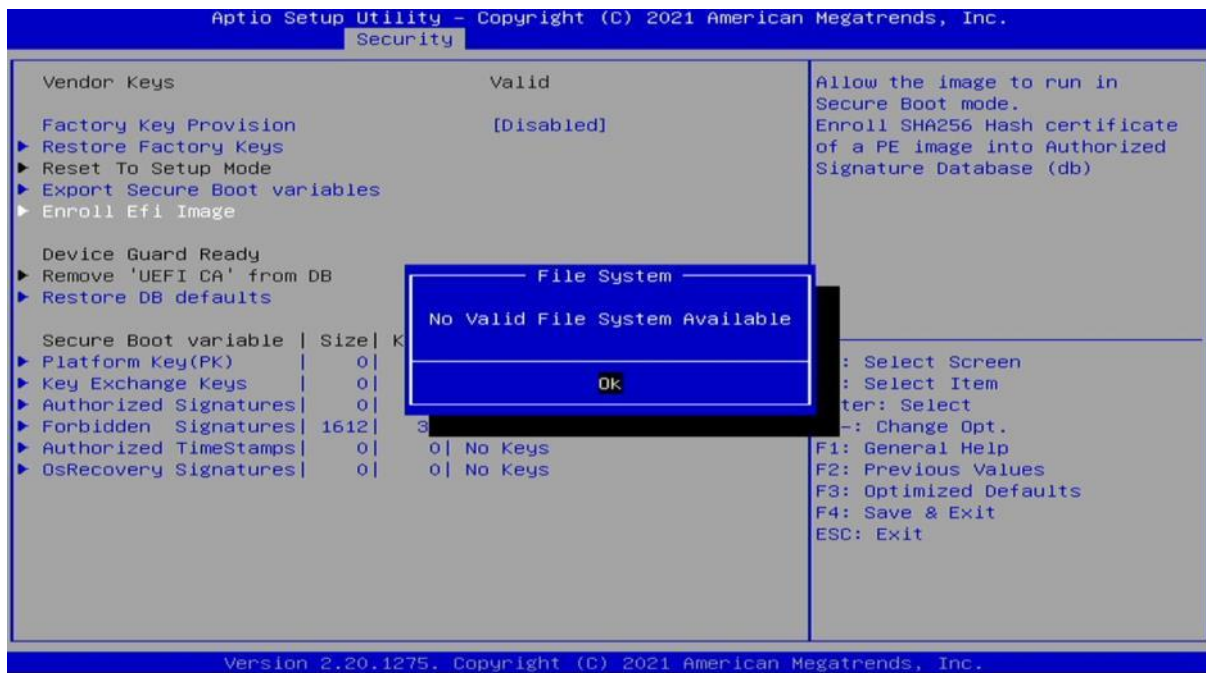 Aptio Setup Utility – Copyright (C) 2021 American Megatrends, Inc.
Security
Vendor Keys Valid
Factory Key Provision [Disabled]
▶ Restore Factory Keys
▶ Reset To Setup Mode
▶ Export Secure Boot variables
▶ Enroll Efi Image
Device Guard Ready
▶ Remove 'UEFI CA' from DB
▶ Restore DB defaults
Secure Boot variable | Size| K
▶ Platform Key(PK) | 0|
▶ Key Exchange Keys | 0|
▶ Authorized Signatures| 0|
▶ Forbidden Signatures| 1612| 3
▶ Authorized TimeStamps| 0| 0| No Keys
▶ OsRecovery Signatures| 0| 0| No Keys
File System
No Valid File System Available
Ok
Allow the image to run in
Secure Boot mode.
Enroll SHA256 Hash certificate
of a PE image into Authorized
Signature Database (db)
: Select Screen
: Select Item
ter: Select
-: Change Opt.
F1: General Help
F2: Previous Values
F3: Optimized Defaults
F4: Save & Exit
ESC: Exit
Version 2.20.1275. Copyright (C) 2021 American Megatrends, Inc.